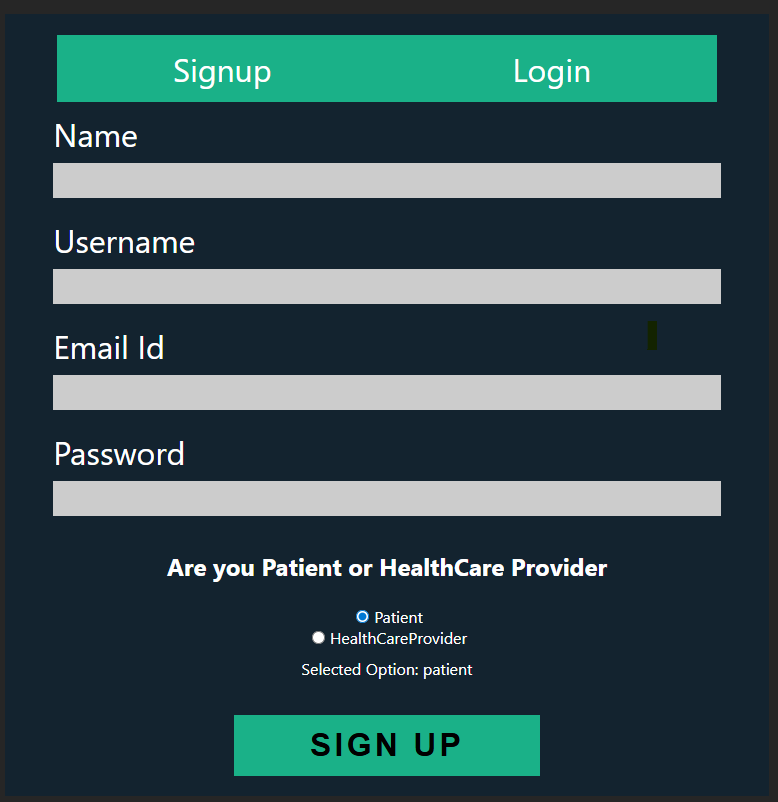 Signup Login
Name
Username
Email Id
Password
Are you Patient or HealthCare Provider
Patient
HealthCareProvider
Selected Option: patient
SIGN UP